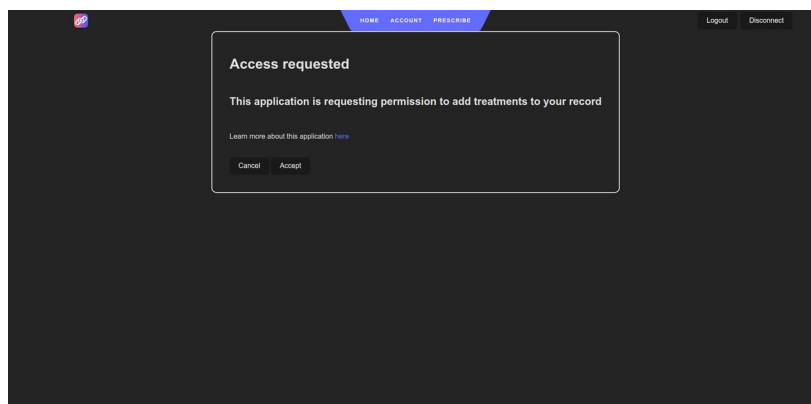 HOME ACCOUNT PRESCRIBE
Logout Disconnect
Access requested
This application is requesting permission to add treatments to your record
Learn more about this application here
Cancel Accept